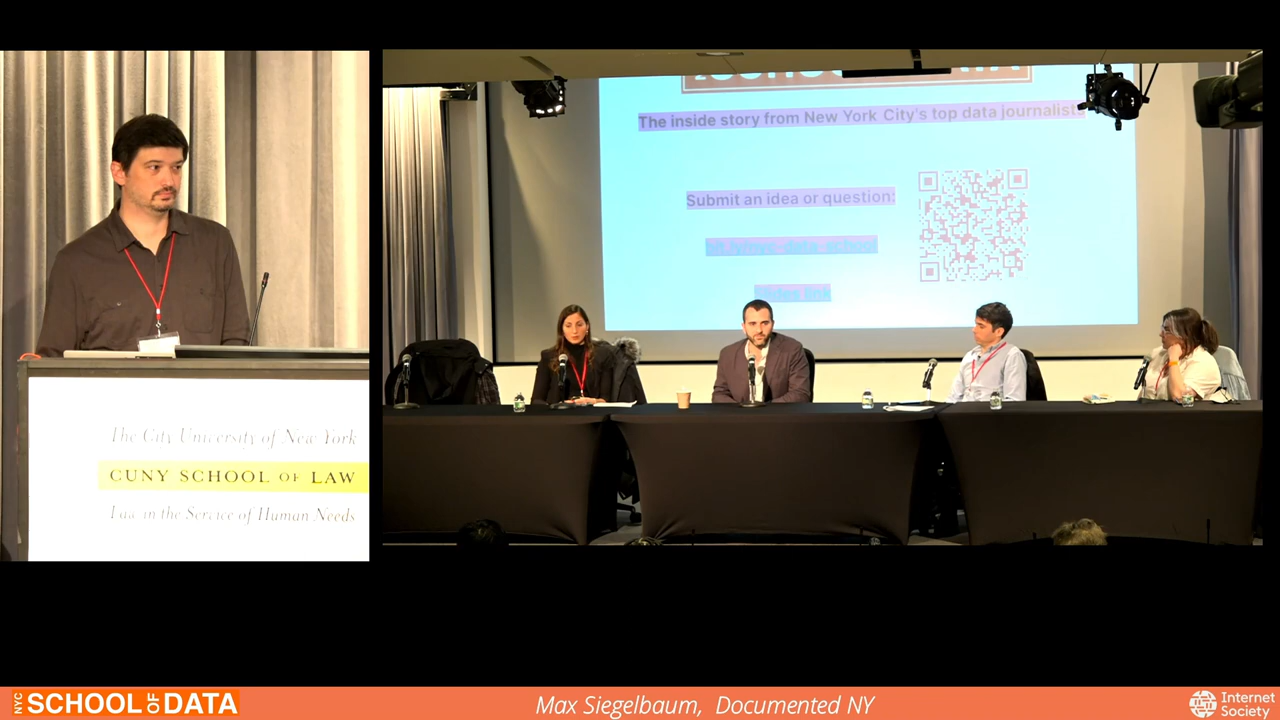 The inside story from New York City's top data journalists
Submit an idea or question:
The City University of New York
CUNY SCHOOL OF LAW
Law in the Service of Human Needs
NYC SCHOOL OF DATA
Max Siegelbaum, Documented NY
Internet
Society